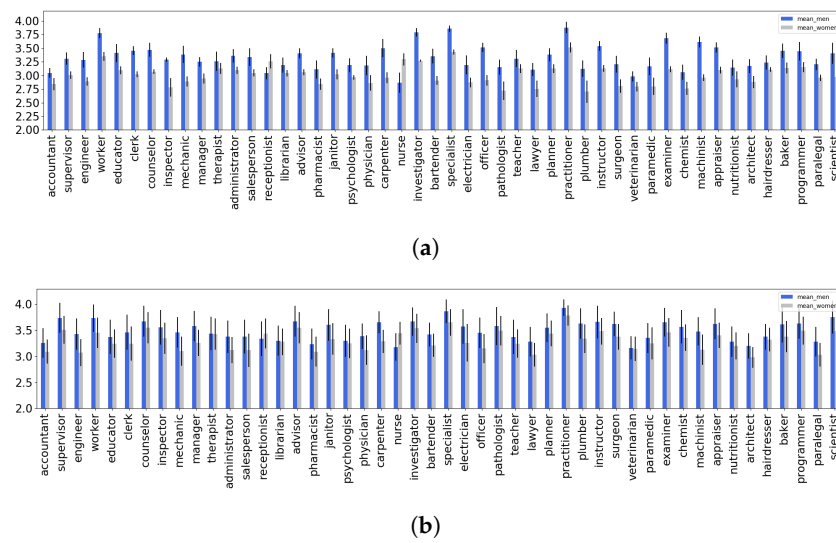 4.00
3.75
3.50
3.25
3.00
2.75
2.50
2.25
2.00
mean_men
mean_women
accountant
supervisor
engineer
worker
educator
clerk
counselor
inspector
mechanic
manager
therapist
administrator
salesperson
receptionist
librarian
advisor
pharmacist
janitor
psychologist
physician
carpenter
nurse
investigator
bartender
specialist
electrician
officer
pathologist
teacher
lawyer
planner
practitioner
plumber
instructor
surgeon
veterinarian
paramedic
examiner
chemist
machinist
appraiser
nutritionist
architect
hairdresser
baker
programmer
paralegal
scientist
(a)
4.0
3.5
3.0
2.5
2.0
mean_men
mean_women
accountant
supervisor
engineer
worker
educator
clerk
counselor
inspector
mechanic
manager
therapist
administrator
salesperson
receptionist
librarian
advisor
pharmacist
janitor
psychologist
physician
carpenter
nurse
investigator
bartender
specialist
electrician
officer
pathologist
teacher
lawyer
planner
practitioner
plumber
instructor
surgeon
veterinarian
paramedic
examiner
chemist
machinist
appraiser
nutritionist
architect
hairdresser
baker
programmer
paralegal
scientist
(b)